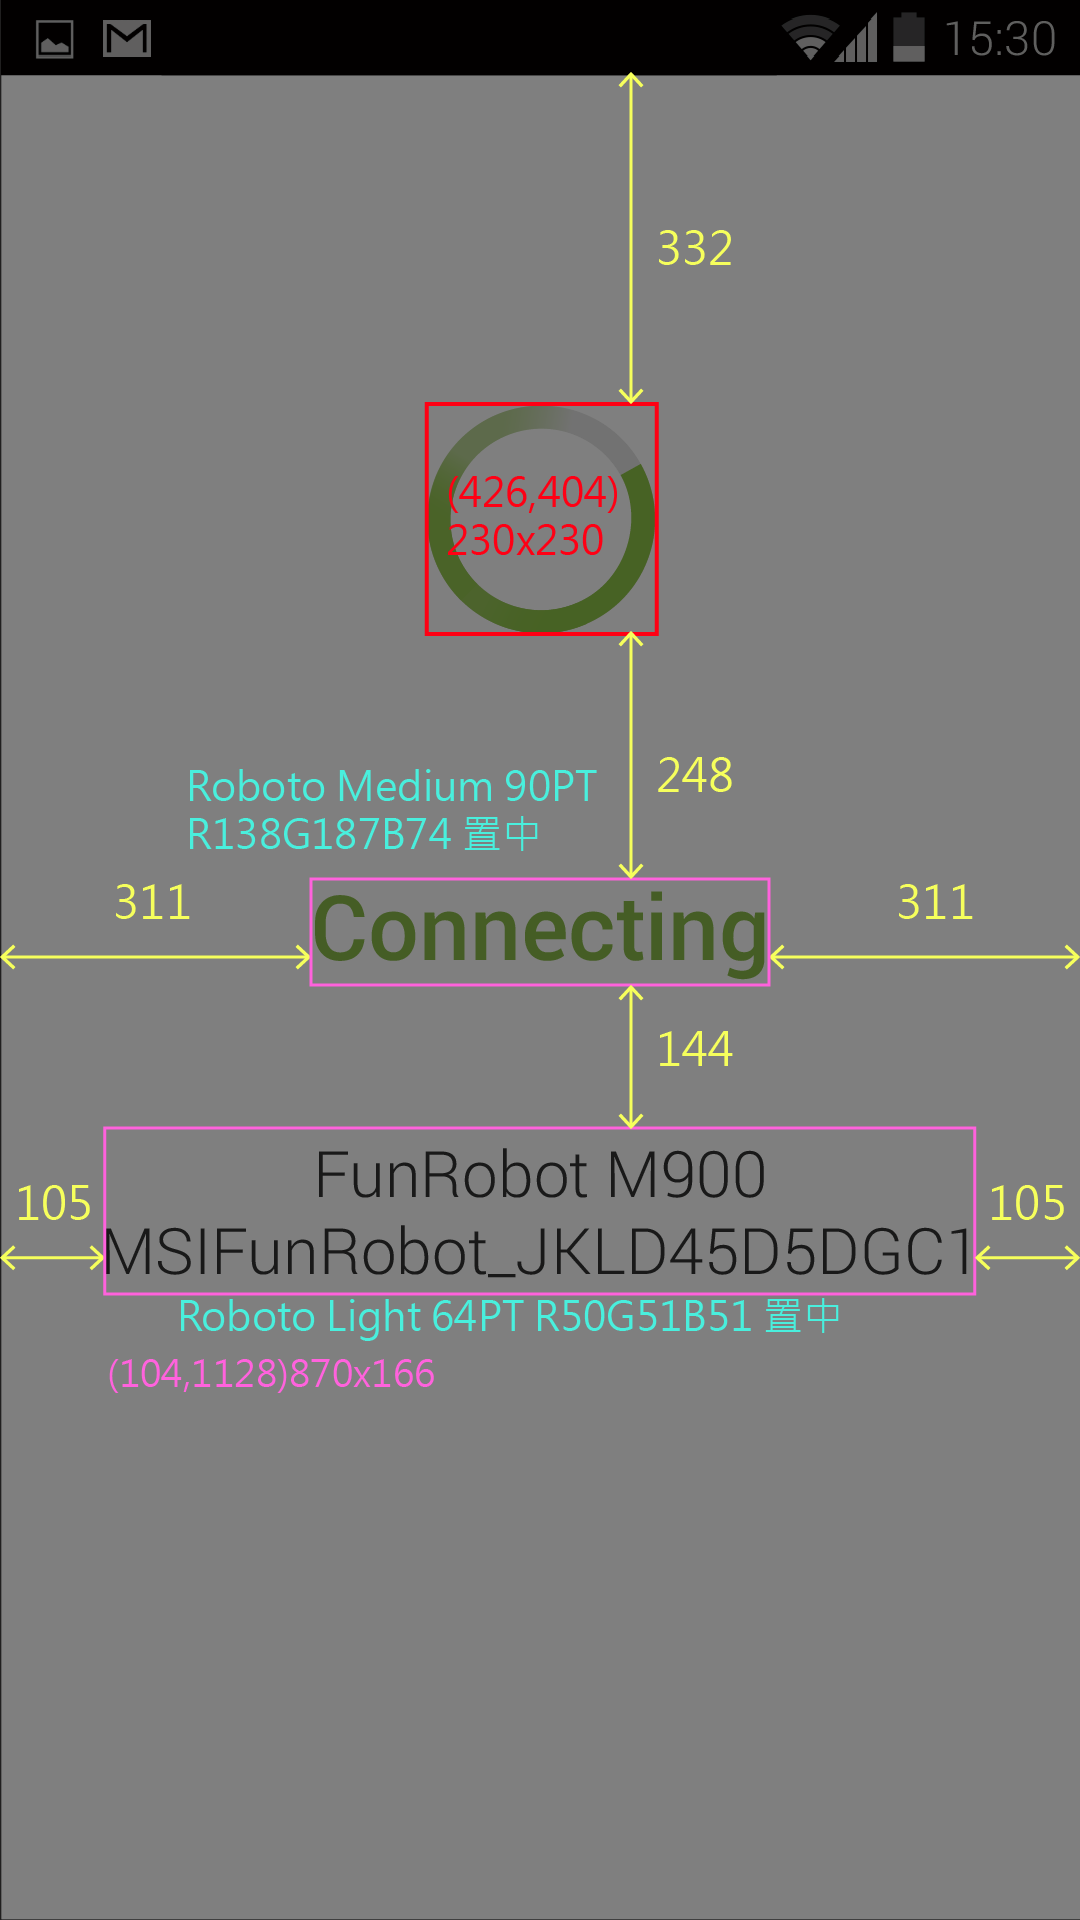 15:30
332
(426,404)
230x230
248
Roboto Medium 90PT
R138G187B74 置中
311
311
Connecting
144
FunRobot M900
105
105
MSIFunRobot_JKLD45D5DGC1
Roboto Light 64PT R50G51B51 置中
(104,1128)870x166